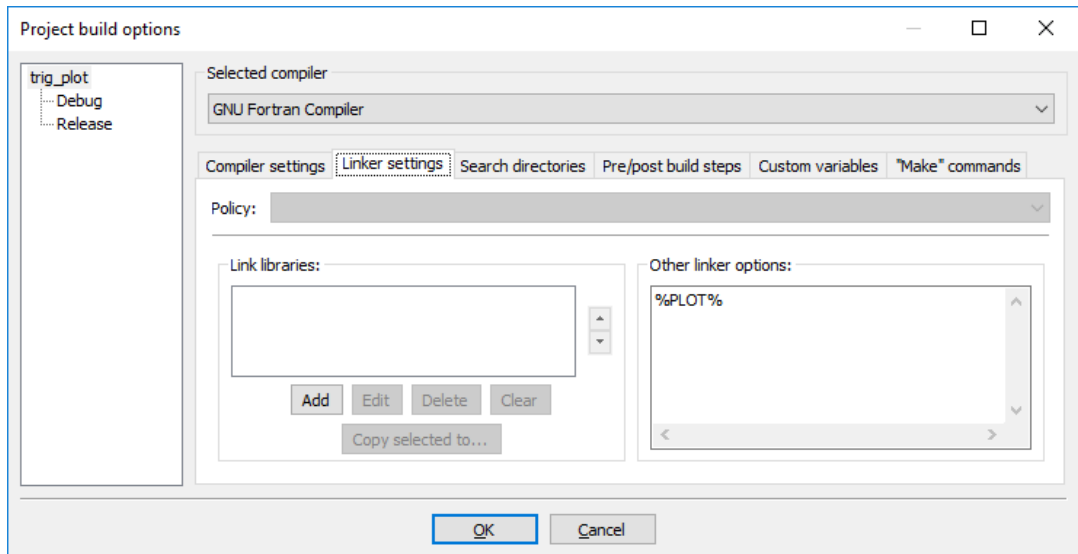 Project build options
trig_plot
Debug
Release
Selected compiler
GNU Fortran Compiler
Compiler settings Linker settings Search directories Pre/post build steps Custom variables "Make" commands
Policy:
Link libraries:
Add Edit Delete Clear
Copy selected to...
Other linker options:
%PLOT%
OK Cancel